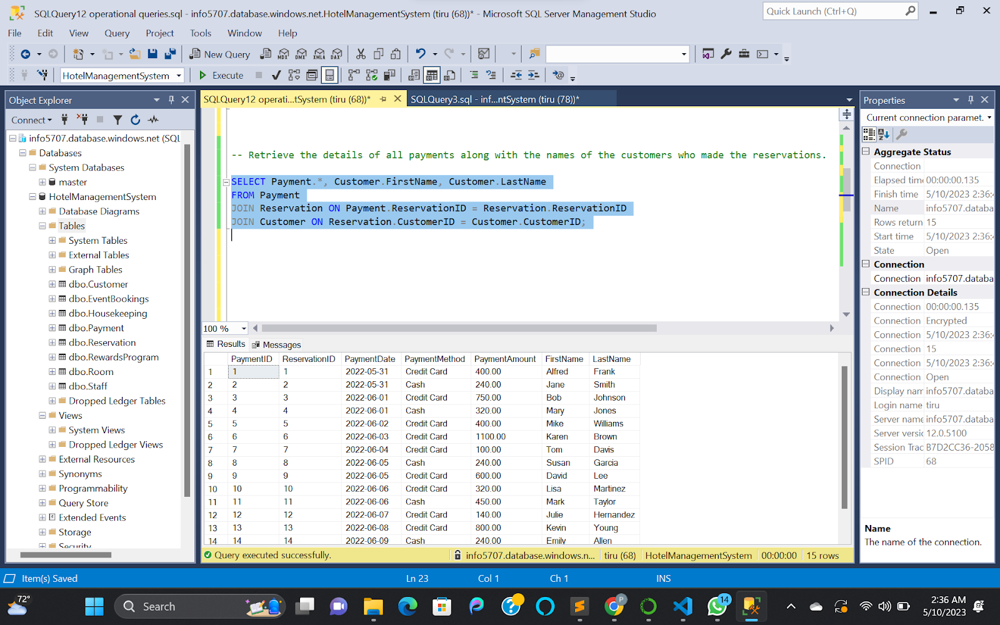 SQLQuery12 operational queries.sql - info5707.database.windows.net.HotelManagementSystem (tiru (68))* - Microsoft SQL Server Management Studio
Quick Launch (Ctrl+Q)
File Edit View Query Project Tools Window Help
New Query MDX DMX XMLA DAX
HotelManagementSystem Execute
Object Explorer
Connect
info5707.database.windows.net (SQL
Databases
System Databases
master
HotelManagementSystem
Database Diagrams
Tables
System Tables
External Tables
Graph Tables
dbo.Customer
dbo.EventBookings
dbo.Housekeeping
dbo.Payment
dbo.Reservation
dbo.RewardsProgram
dbo.Room
dbo.Staff
Dropped Ledger Tables
Views
System Views
Dropped Ledger Views
External Resources
Synonyms
Programmability
Query Store
Extended Events
Storage
Security
SQLQuery12 operati...tSystem (tiru (68))* SQLQuery3.sql - inf...ntSystem (tiru (78))*
-- Retrieve the details of all payments along with the names of the customers who made the reservations.
SELECT Payment.*, Customer.FirstName, Customer.LastName
FROM Payment
JOIN Reservation ON Payment.ReservationID = Reservation.ReservationID
JOIN Customer ON Reservation.CustomerID = Customer.CustomerID;
100 %
Results Messages
PaymentID ReservationID PaymentDate PaymentMethod PaymentAmount FirstName LastName
1 1 1 2022-05-31 Credit Card 400.00 Alfred Frank
2 2 2 2022-05-31 Cash 240.00 Jane Smith
3 3 3 2022-06-01 Credit Card 750.00 Bob Johnson
4 4 4 2022-06-01 Cash 320.00 Mary Jones
5 5 5 2022-06-02 Credit Card 400.00 Mike Williams
6 6 6 2022-06-03 Credit Card 1100.00 Karen Brown
7 7 7 2022-06-04 Credit Card 100.00 Tom Davis
8 8 8 2022-06-05 Cash 240.00 Susan Garcia
9 9 9 2022-06-05 Credit Card 600.00 David Lee
10 10 10 2022-06-06 Credit Card 320.00 Lisa Martinez
11 11 11 2022-06-06 Cash 450.00 Mark Taylor
12 12 12 2022-06-07 Credit Card 140.00 Julie Hernandez
13 13 13 2022-06-08 Credit Card 800.00 Kevin Young
14 14 14 2022-06-09 Cash 240.00 Emily Allen
Query executed successfully. info5707.database.windows.n... tiru (68) HotelManagementSystem 00:00:00 15 rows
Properties
Current connection paramet.
Aggregate Status
Connection
Elapsed time 00:00:00.135
Finish time 5/10/2023 2:36:
Name info5707.databa
Rows return 15
Start time 5/10/2023 2:36:
State Open
Connection
Connection info5707.databa
Connection Details
Connection 00:00:00.135
Connection Encrypted
Connection 5/10/2023 2:36:
Connection 15
Connection 5/10/2023 2:36:
Connection Open
Display nam info5707.databa
Login name tiru
Server name info5707.databa
Server versic 12.0.5100
Session Trac B7D2CC36-2058
SPID 68
Name
The name of the connection.
Item(s) Saved Ln 23 Col 1 Ch 1 INS
72° Search P 14 2:36 AM
5/10/2023